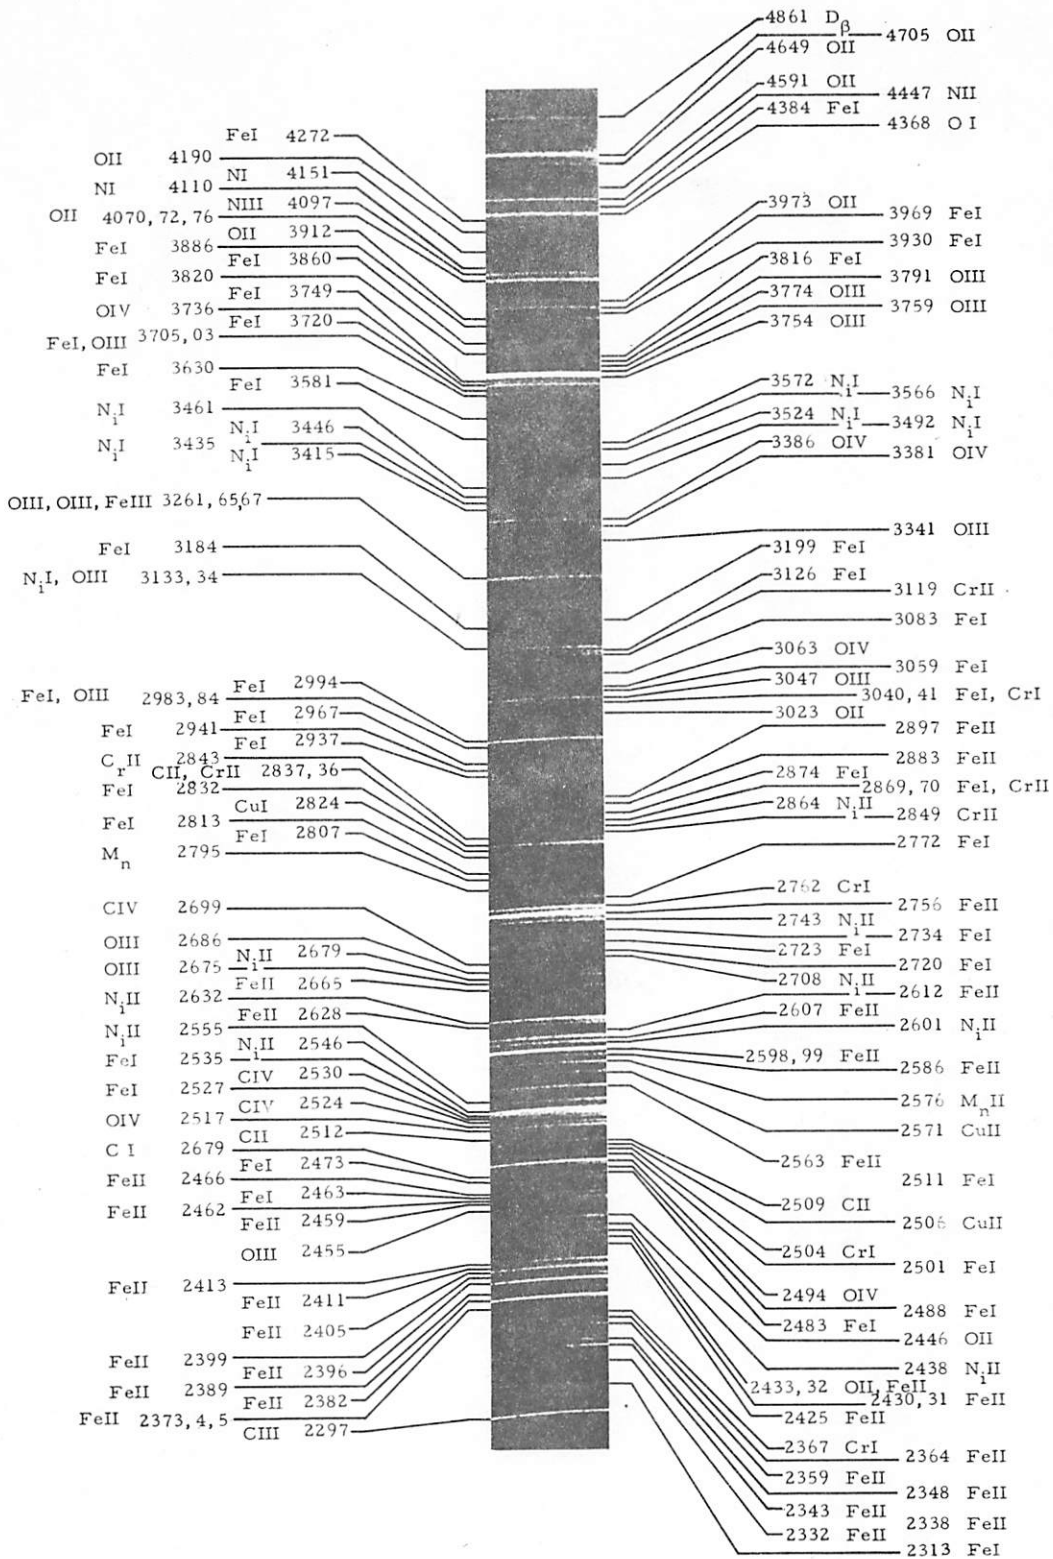 4861 Dβ
4705 OII
4649 OII
4591 OII
4447 NII
4384 FeI
4368 O I
FeI 4272
OII 4190
NI 4151
NI 4110
NIII 4097
OII 4070, 72, 76
OII 3912
FeI 3886
FeI 3860
FeI 3820
FeI 3749
OIV 3736
FeI 3720
FeI, OIII 3705, 03
FeI 3630
FeI 3581
NiI 3461
NiI 3446
NiI 3435
NiI 3415
OIII, OIII, FeIII 3261, 65,67
FeI 3184
NiI, OIII 3133, 34
FeI 2994
FeI, OIII 2983, 84
FeI 2967
FeI 2941
FeI 2937
CrII 2843
CII, CrII 2837, 36
FeI 2832
CuI 2824
FeI 2813
FeI 2807
Mn 2795
CIV 2699
OIII 2686
NiII 2679
OIII 2675
FeII 2665
NiII 2632
FeII 2628
NiII 2555
NiII 2546
FeI 2535
CIV 2530
FeI 2527
CIV 2524
OIV 2517
CII 2512
C I 2679
FeI 2473
FeII 2466
FeI 2463
FeII 2462
FeII 2459
OIII 2455
FeII 2413
FeII 2411
FeII 2405
FeII 2399
FeII 2396
FeII 2389
FeII 2382
FeII 2373, 4, 5
CIII 2297
3973 OII
3969 FeI
3930 FeI
3816 FeI
3791 OIII
3774 OIII
3759 OIII
3754 OIII
3572 NiI
3566 NiI
3524 NiI
3492 NiI
3386 OIV
3381 OIV
3341 OIII
3199 FeI
3126 FeI
3119 CrII
3083 FeI
3063 OIV
3059 FeI
3047 OIII
3040, 41 FeI, CrI
3023 OII
2897 FeII
2883 FeII
2874 FeI
2869, 70 FeI, CrII
2864 NiII
2849 CrII
2772 FeI
2762 CrI
2756 FeII
2743 NiII
2734 FeI
2723 FeI
2720 FeI
2708 NiII
2612 FeII
2607 FeII
2601 NiII
2598, 99 FeII
2586 FeII
2576 MnII
2571 CuII
2563 FeII
2511 FeI
2509 CII
2506 CuII
2504 CrI
2501 FeI
2494 OIV
2488 FeI
2483 FeI
2446 OII
2438 NiII
2433, 32 OII, FeII
2430, 31 FeII
2425 FeII
2367 CrI
2364 FeII
2359 FeII
2348 FeII
2343 FeII
2338 FeII
2332 FeII
2313 FeI